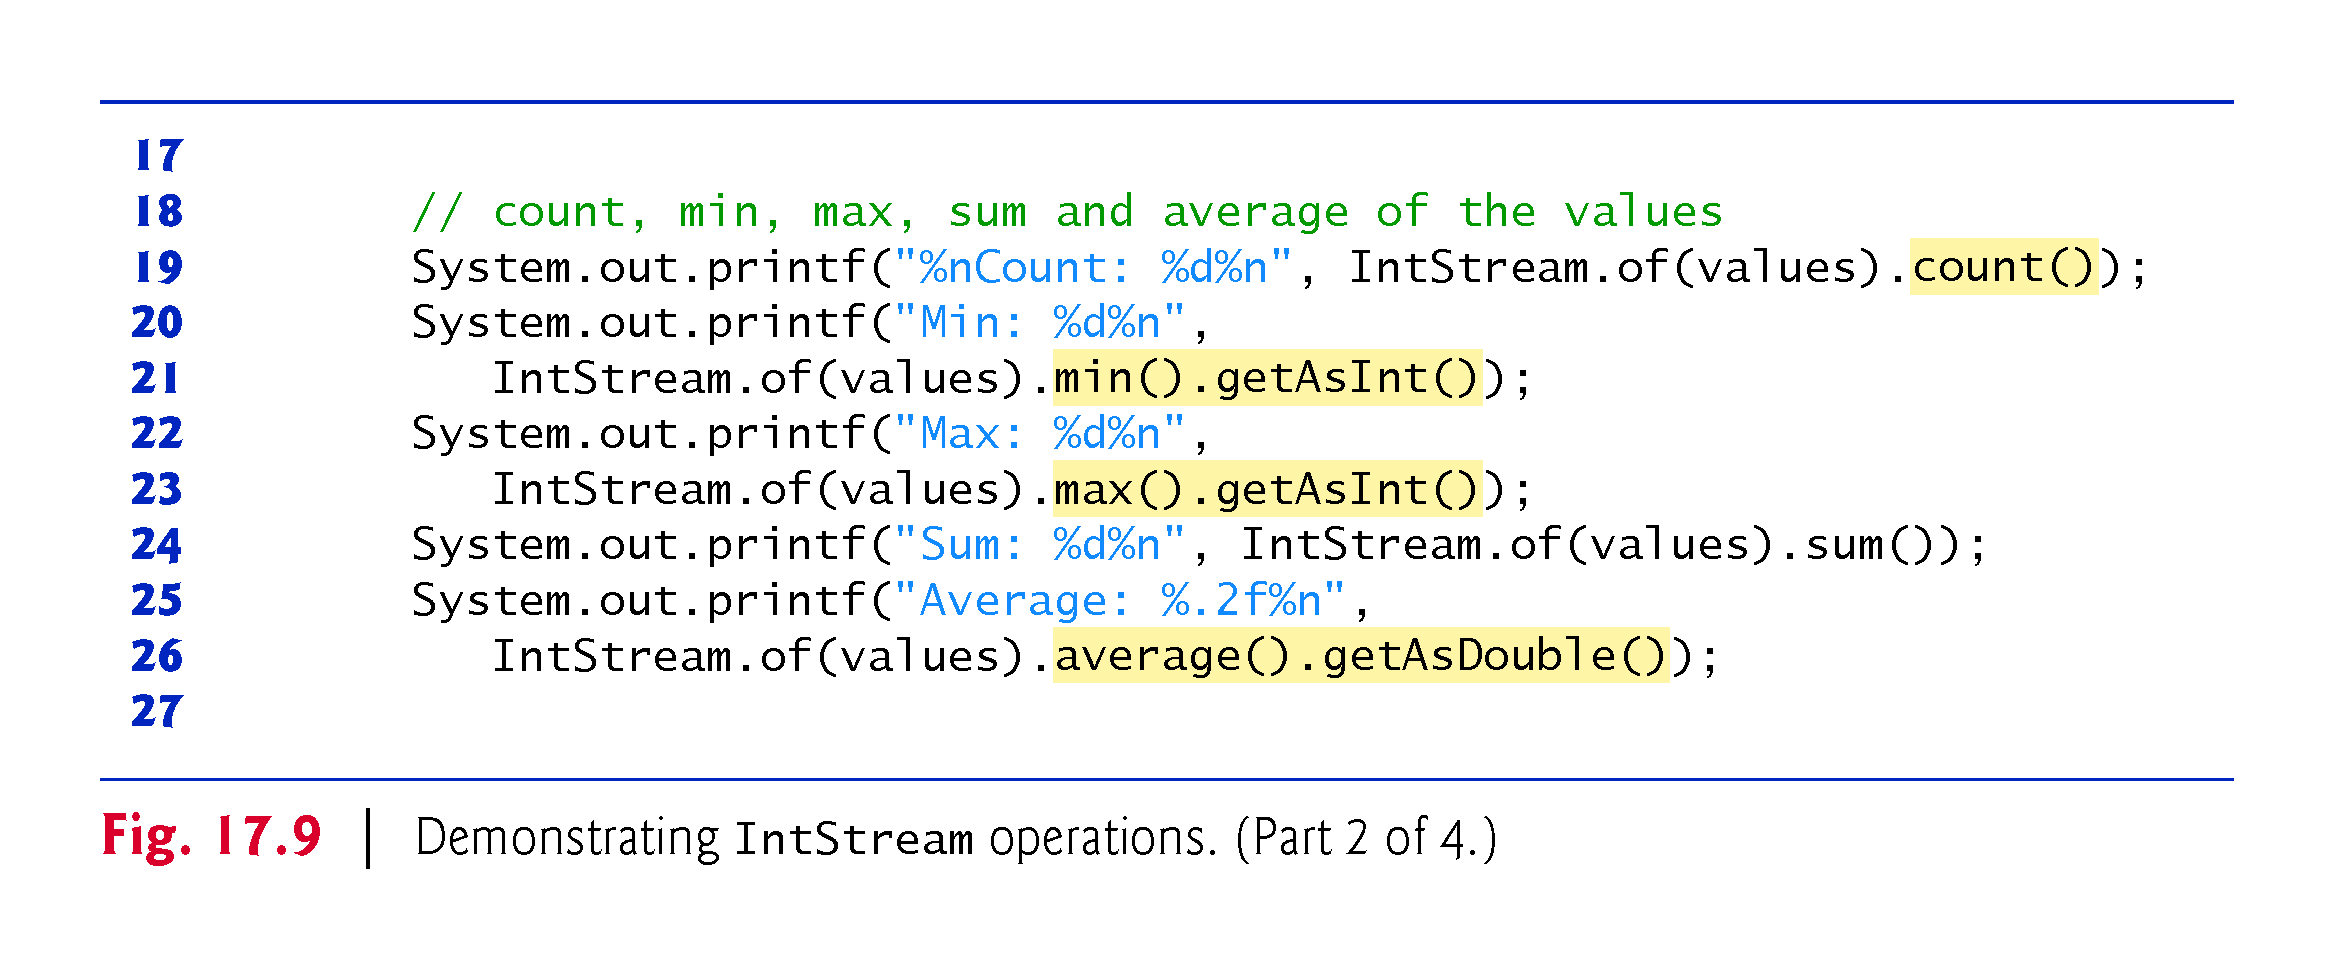 17
18 // count, min, max, sum and average of the values
19 System.out.printf("%nCount: %d%n", IntStream.of(values).count());
20 System.out.printf("Min: %d%n",
21 IntStream.of(values).min().getAsInt());
22 System.out.printf("Max: %d%n",
23 IntStream.of(values).max().getAsInt());
24 System.out.printf("Sum: %d%n", IntStream.of(values).sum());
25 System.out.printf("Average: %.2f%n",
26 IntStream.of(values).average().getAsDouble());
27
Fig. 17.9 | Demonstrating IntStream operations. (Part 2 of 4.)